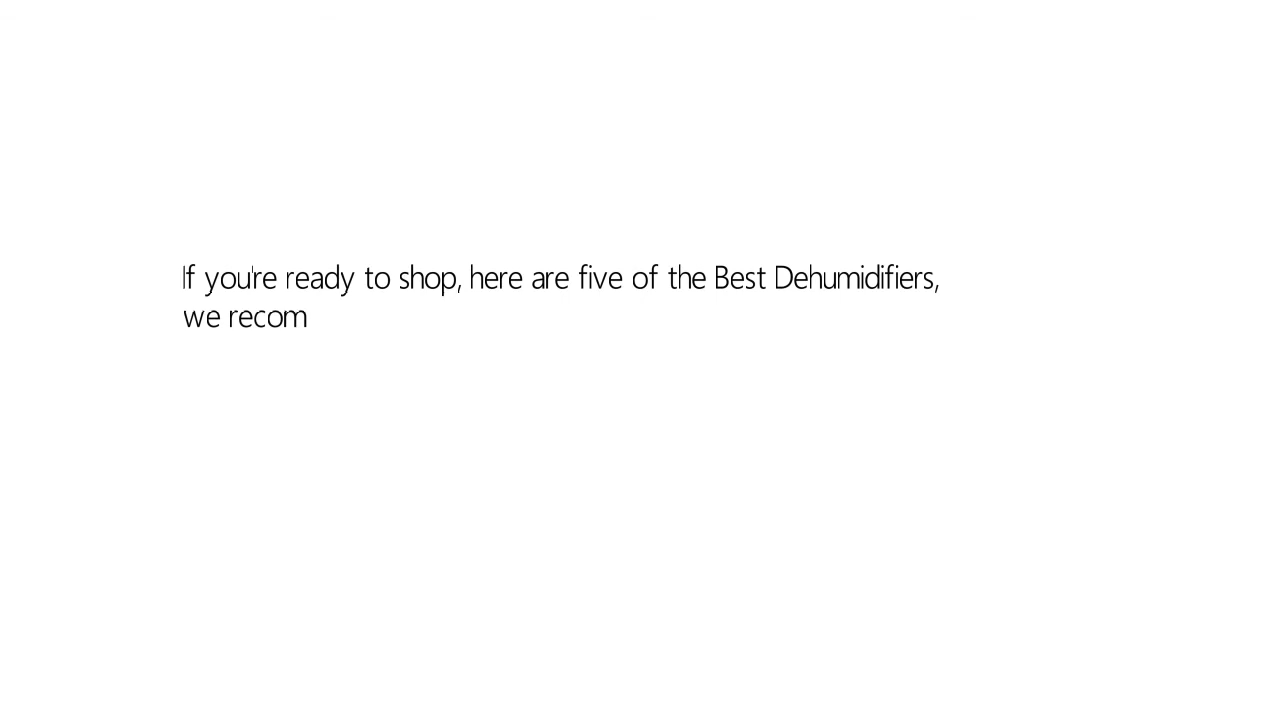 If you're ready to shop, here are five of the Best Dehumidifiers,
we recom